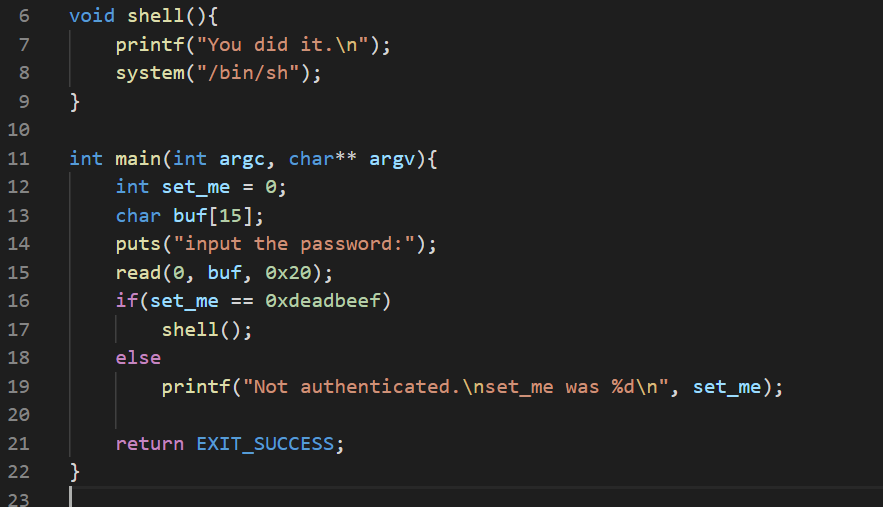 6 void shell(){
7     printf("You did it.\n");
8     system("/bin/sh");
9 }
10
11 int main(int argc, char** argv){
12     int set_me = 0;
13     char buf[15];
14     puts("input the password:");
15     read(0, buf, 0x20);
16     if(set_me == 0xdeadbeef)
17         shell();
18     else
19         printf("Not authenticated.\nset_me was %d\n", set_me);
20
21     return EXIT_SUCCESS;
22 }
23